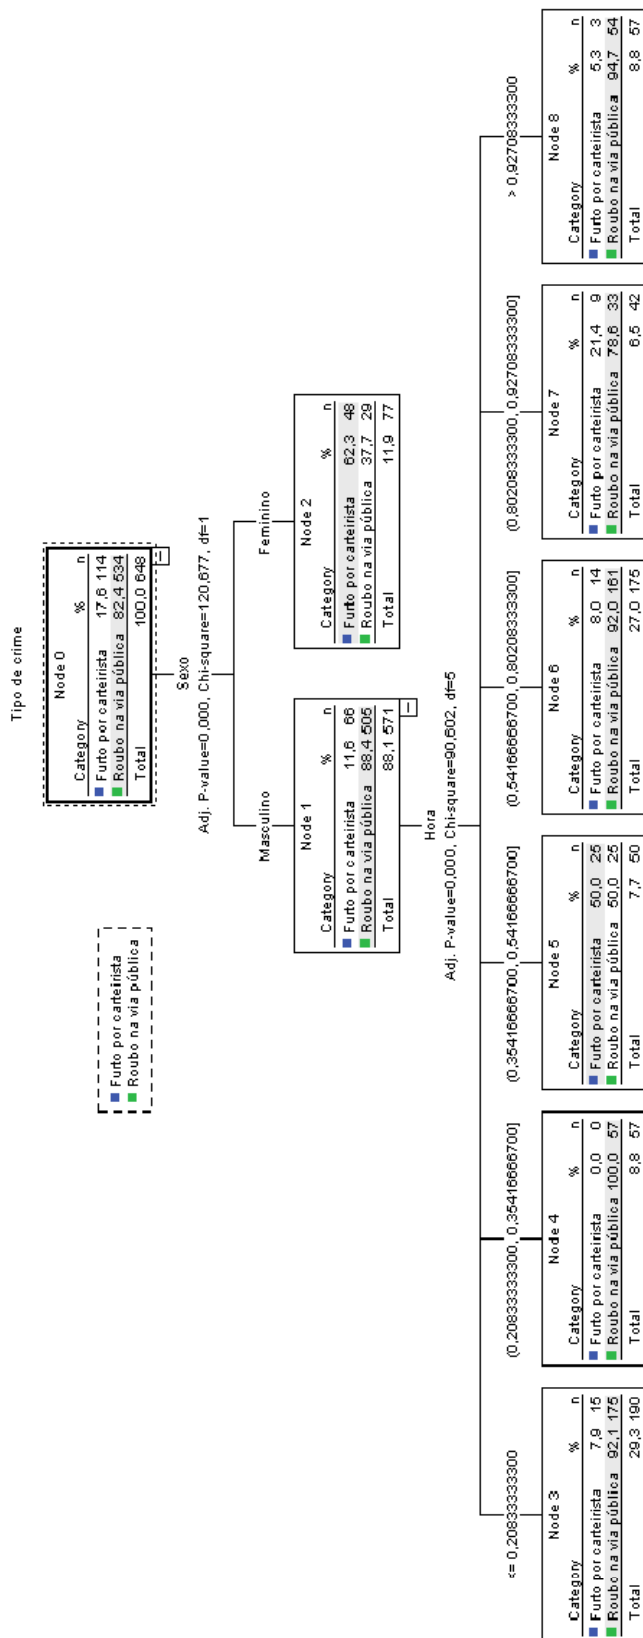 Tipo de crime
Furto por carteirista
Roubo na via pública
Node 0
Category % n
Furto por carteirista 17,6 114
Roubo na via pública 82,4 534
Total 100,0 648
Sexo
Adj. P-value=0,000, Chi-square=120,677, df=1
Masculino
Feminino
Node 1
Category % n
Furto por carteirista 11,6 66
Roubo na via pública 88,4 505
Total 88,1 571
Node 2
Category % n
Furto por carteirista 62,3 48
Roubo na via pública 37,7 29
Total 11,9 77
Hora
Adj. P-value=0,000, Chi-square=90,602, df=5
<= 0,20833333300
(0,20833333300, 0,35416666700]
(0,35416666700, 0,54166666700]
(0,54166666700, 0,80208333300]
(0,80208333300, 0,92708333300]
> 0,92708333300
Node 3
Category % n
Furto por carteirista 7,9 15
Roubo na via pública 92,1 175
Total 29,3 190
Node 4
Category % n
Furto por carteirista 0,0 0
Roubo na via pública 100,0 57
Total 8,8 57
Node 5
Category % n
Furto por carteirista 50,0 25
Roubo na via pública 50,0 25
Total 7,7 50
Node 6
Category % n
Furto por carteirista 8,0 14
Roubo na via pública 92,0 161
Total 27,0 175
Node 7
Category % n
Furto por carteirista 21,4 9
Roubo na via pública 78,6 33
Total 6,5 42
Node 8
Category % n
Furto por carteirista 5,3 3
Roubo na via pública 94,7 54
Total 8,8 57